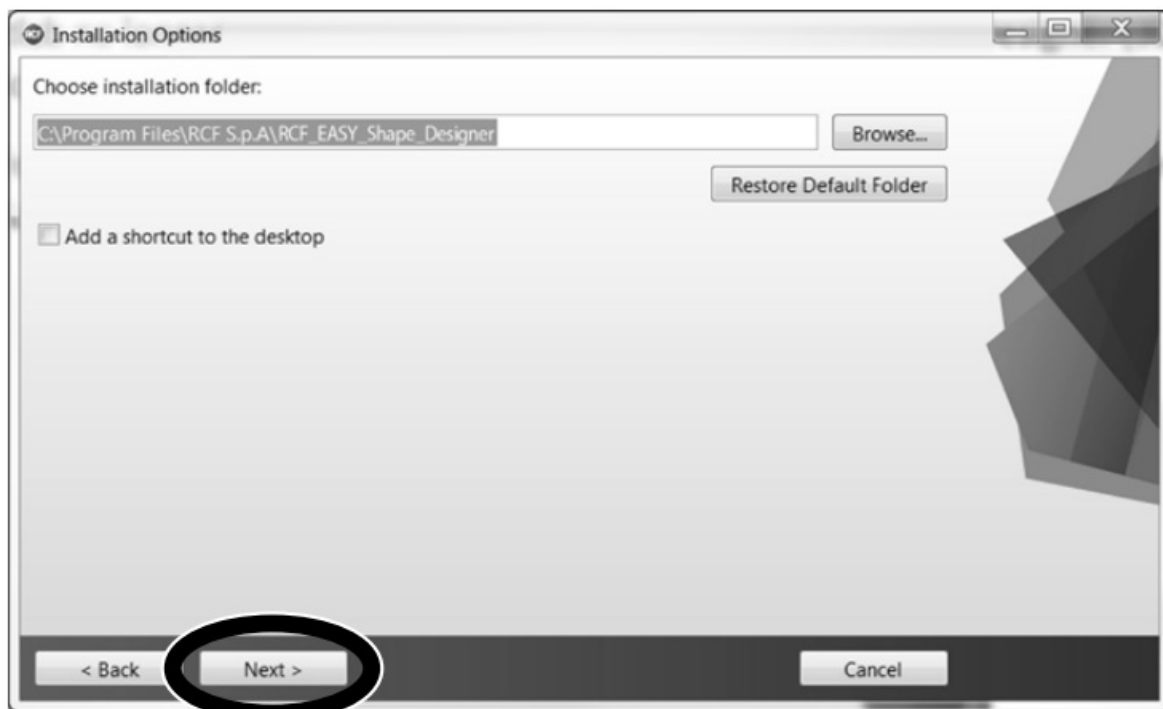 Installation Options
Choose installation folder:
C:\Program Files\RCF S.p.A\RCF_EASY_Shape_Designer
Browse...
Restore Default Folder
Add a shortcut to the desktop
< Back
Next >
Cancel